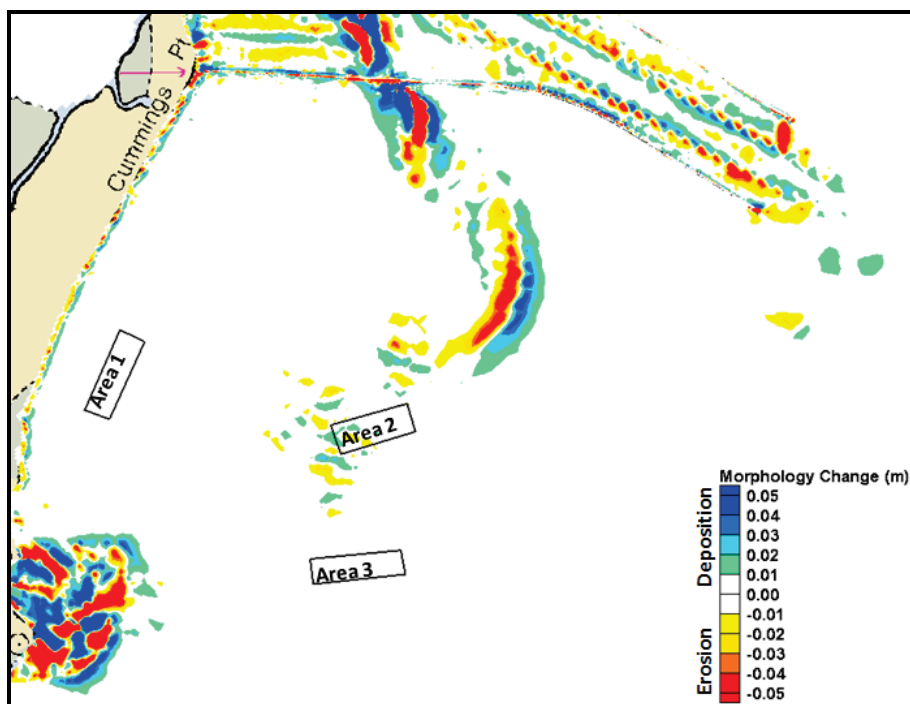 Cummings Pt
Area 1
Area 2
Area 3
Morphology Change (m)
Deposition
Erosion
0.05
0.04
0.03
0.02
0.01
0.00
-0.01
-0.02
-0.03
-0.04
-0.05